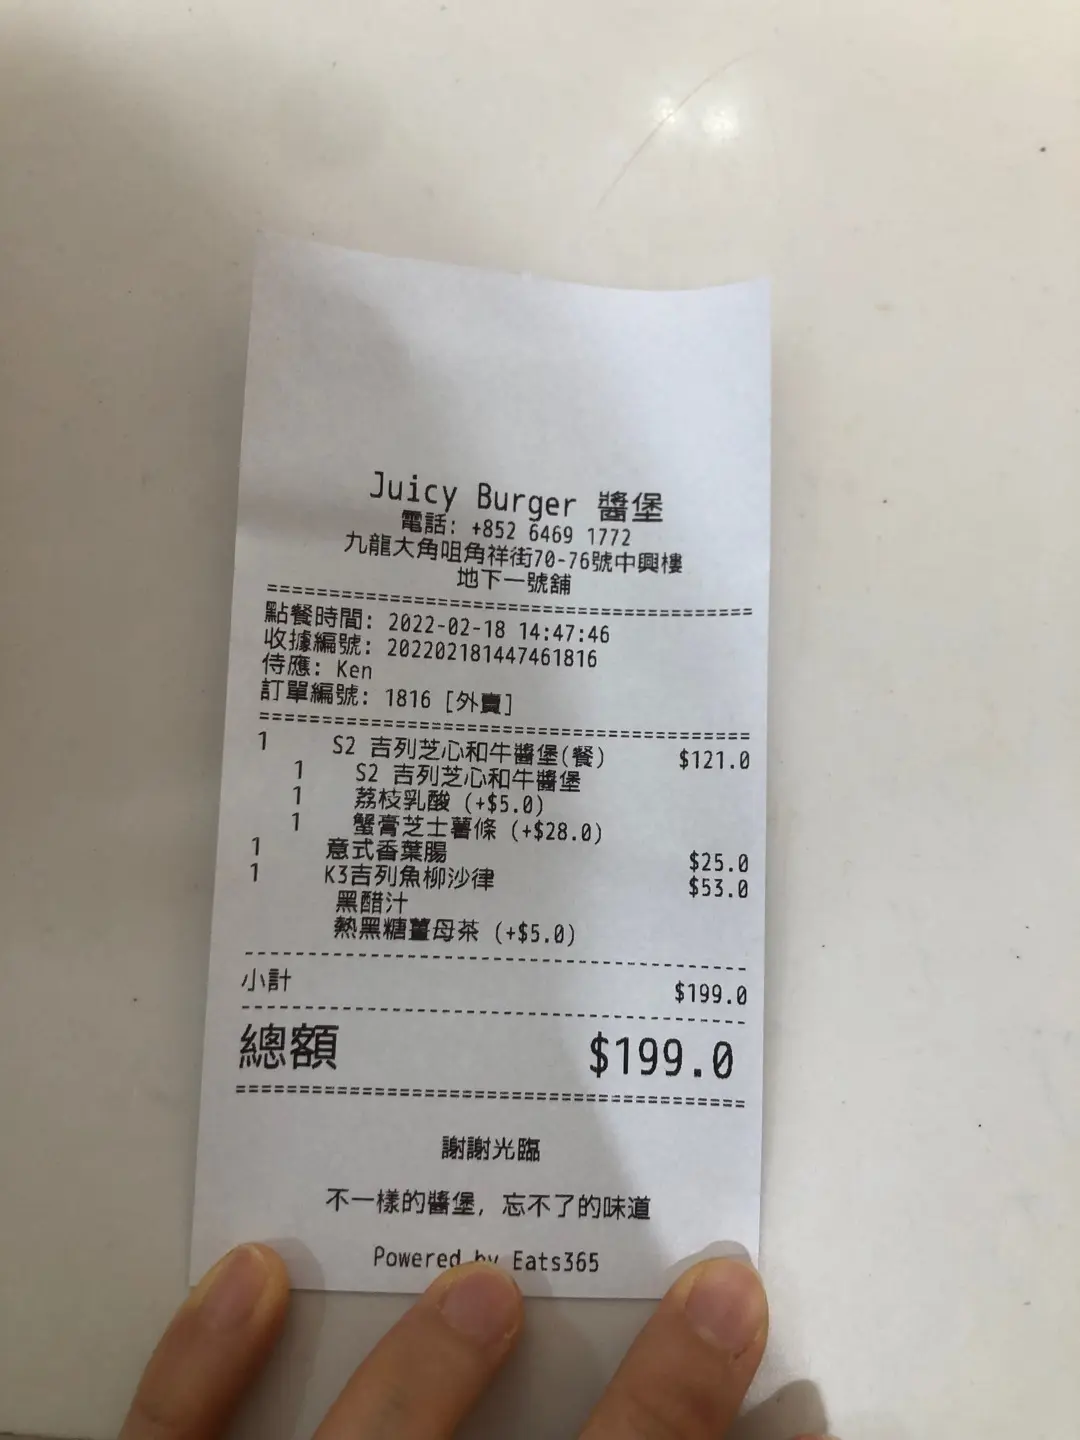 Juicy Burger 醬堡
電話: +852 6469 1772
九龍大角咀角祥街70-76號中興樓
地下一號舖
點餐時間: 2022-02-18 14:47:46
收據編號: 202202181447461816
侍應: Ken
訂單編號: 1816 [外賣]
1 S2 吉列芝心和牛醬堡(餐) $121.0
1 S2 吉列芝心和牛醬堡
1 荔枝乳酸 (+$5.0)
1 蟹膏芝士薯條 (+$28.0)
1 意式香葉腸 $25.0
1 K3吉列魚柳沙律 $53.0
黑醋汁
熱黑糖薑母茶 (+$5.0)
小計 $199.0
總額 $199.0
謝謝光臨
不一樣的醬堡, 忘不了的味道
Powered by Eats365